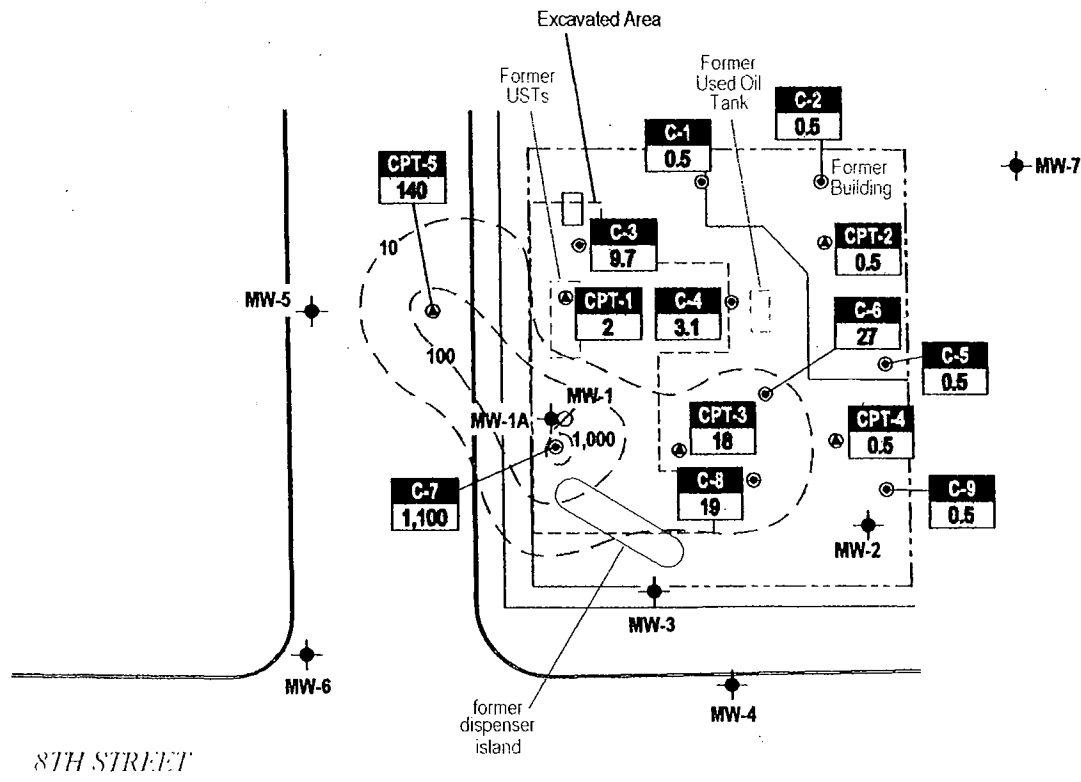 Excavated Area
Former
USTs
Former
Used Oil
Tank
C-2
0.5
C-1
0.5
Former
Building
MW-7
CPT-5
140
10
C-3
9.7
CPT-2
0.5
MW-5
CPT-1
2
C-4
3.1
C-6
27
100
C-5
0.5
MW-1
MW-1A
1,000
CPT-3
18
CPT-4
0.5
C-7
1,100
C-8
19
C-9
0.5
MW-2
MW-3
MW-6
MW-4
former
dispenser
island
8TH STREET